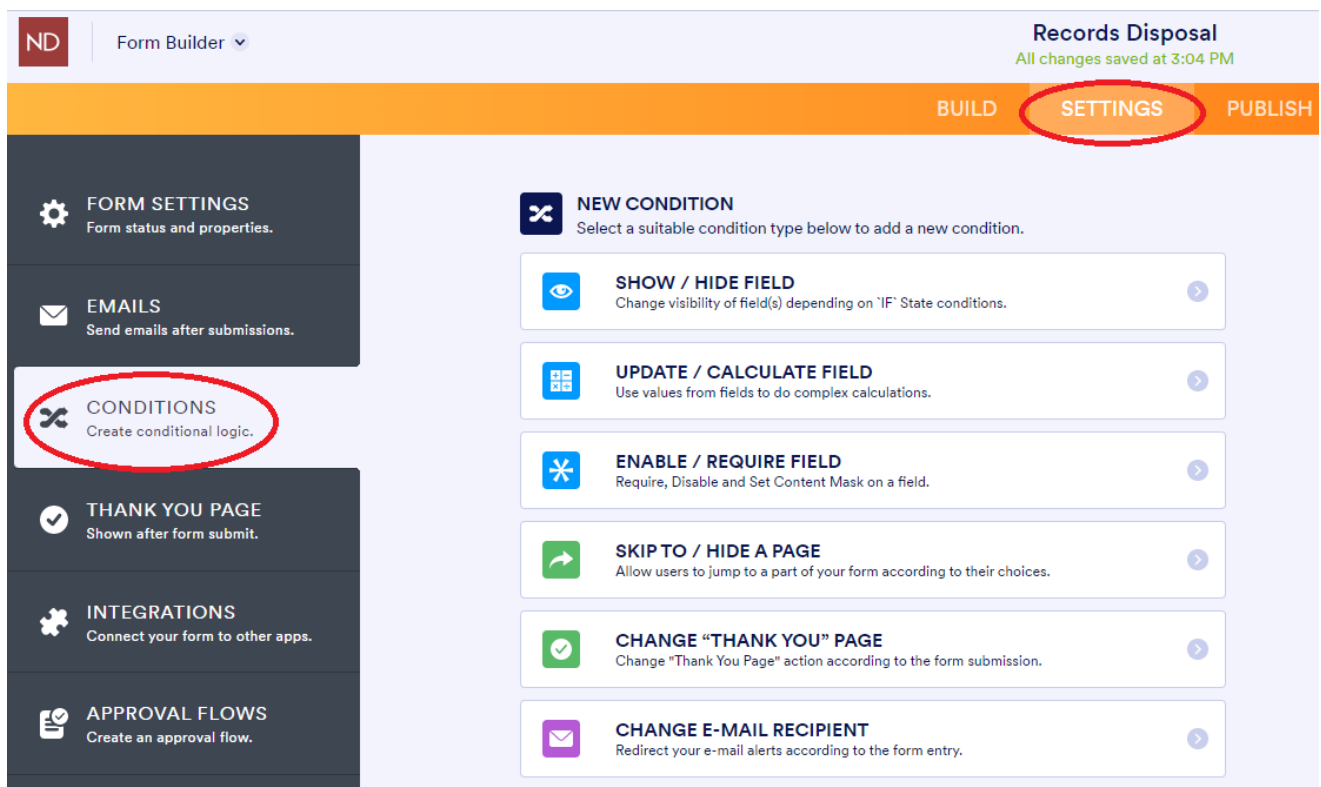 ND
Form Builder
Records Disposal
All changes saved at 3:04 PM
BUILD
SETTINGS
PUBLISH
FORM SETTINGS
Form status and properties.
EMAILS
Send emails after submissions.
CONDITIONS
Create conditional logic.
THANK YOU PAGE
Shown after form submit.
INTEGRATIONS
Connect your form to other apps.
APPROVAL FLOWS
Create an approval flow.
NEW CONDITION
Select a suitable condition type below to add a new condition.
SHOW / HIDE FIELD
Change visibility of field(s) depending on `IF` State conditions.
UPDATE / CALCULATE FIELD
Use values from fields to do complex calculations.
ENABLE / REQUIRE FIELD
Require, Disable and Set Content Mask on a field.
SKIP TO / HIDE A PAGE
Allow users to jump to a part of your form according to their choices.
CHANGE “THANK YOU” PAGE
Change "Thank You Page" action according to the form submission.
CHANGE E-MAIL RECIPIENT
Redirect your e-mail alerts according to the form entry.